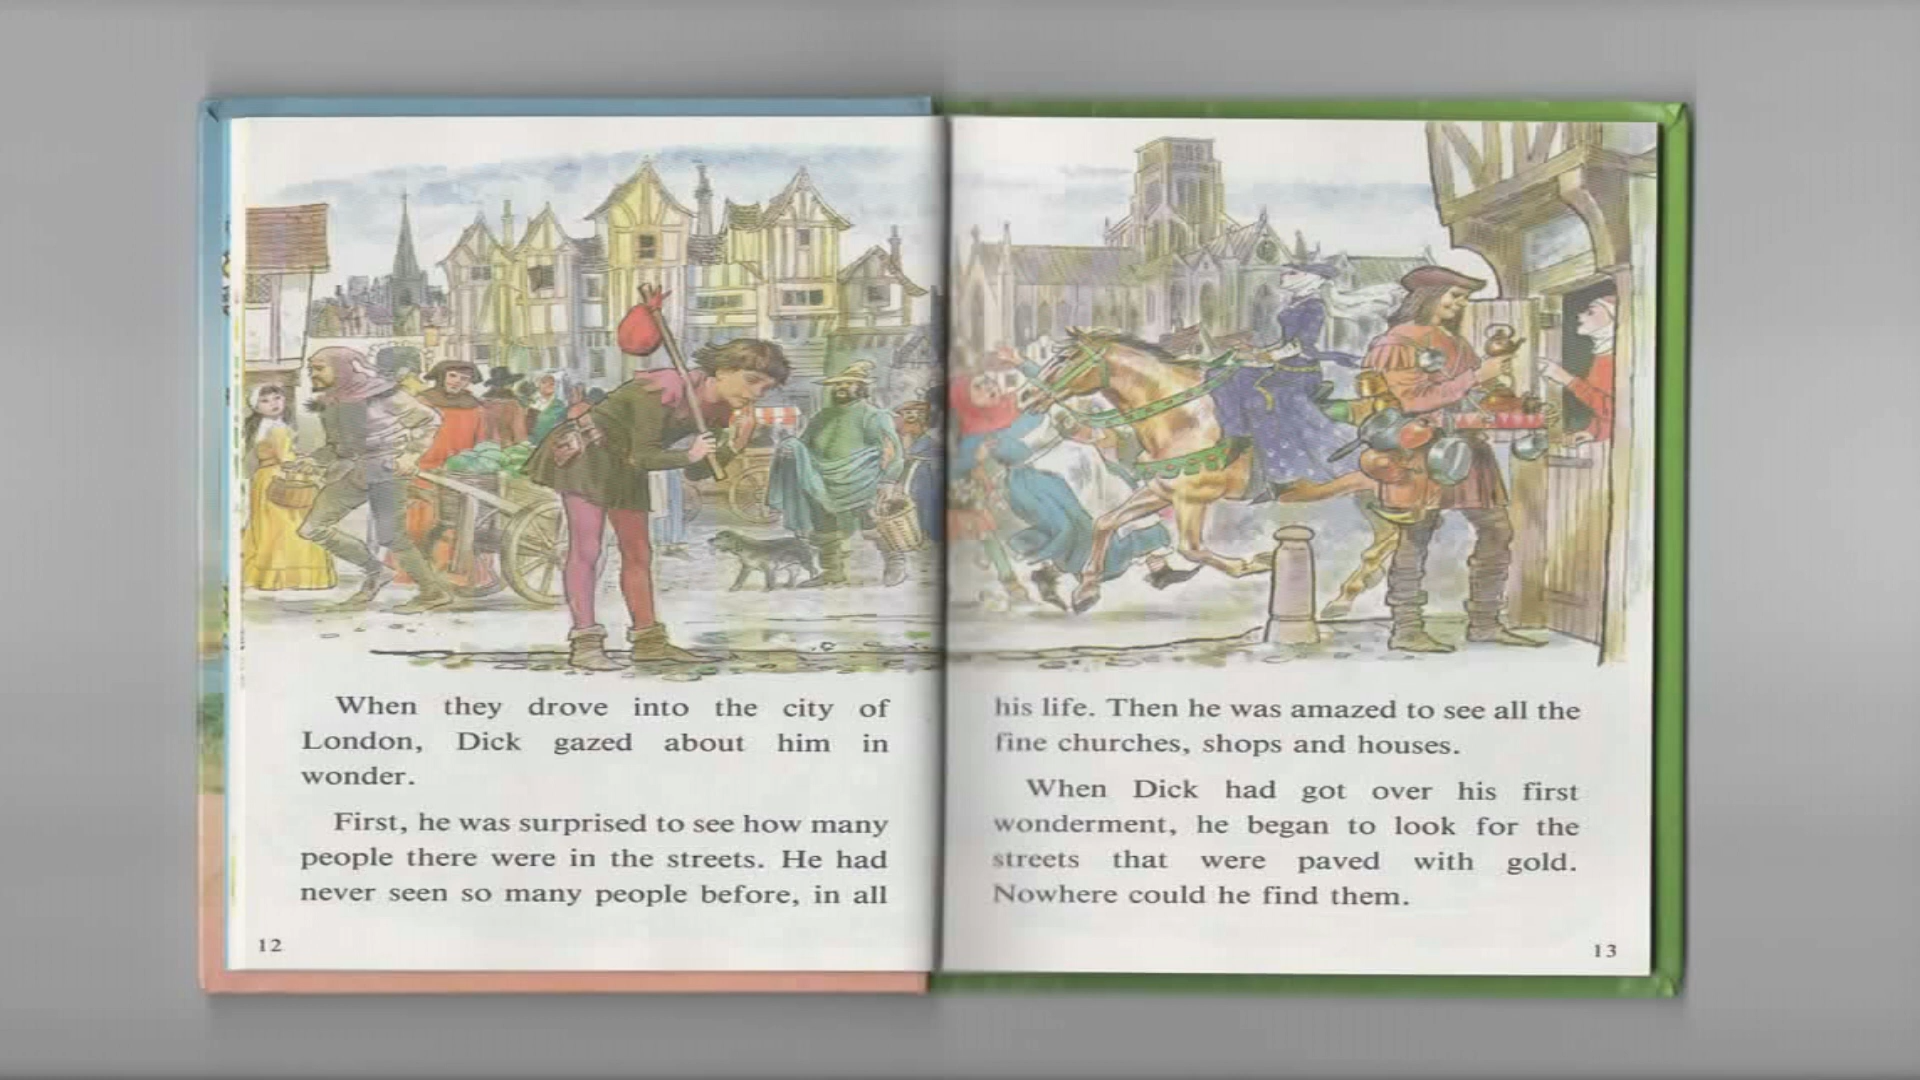 When they drove into the city of
London, Dick gazed about him in
wonder.
First, he was surprised to see how many
people there were in the streets. He had
never seen so many people before, in all
12
his life. Then he was amazed to see all the
fine churches, shops and houses.
When Dick had got over his first
wonderment, he began to look for the
streets that were paved with gold.
Nowhere could he find them.
13